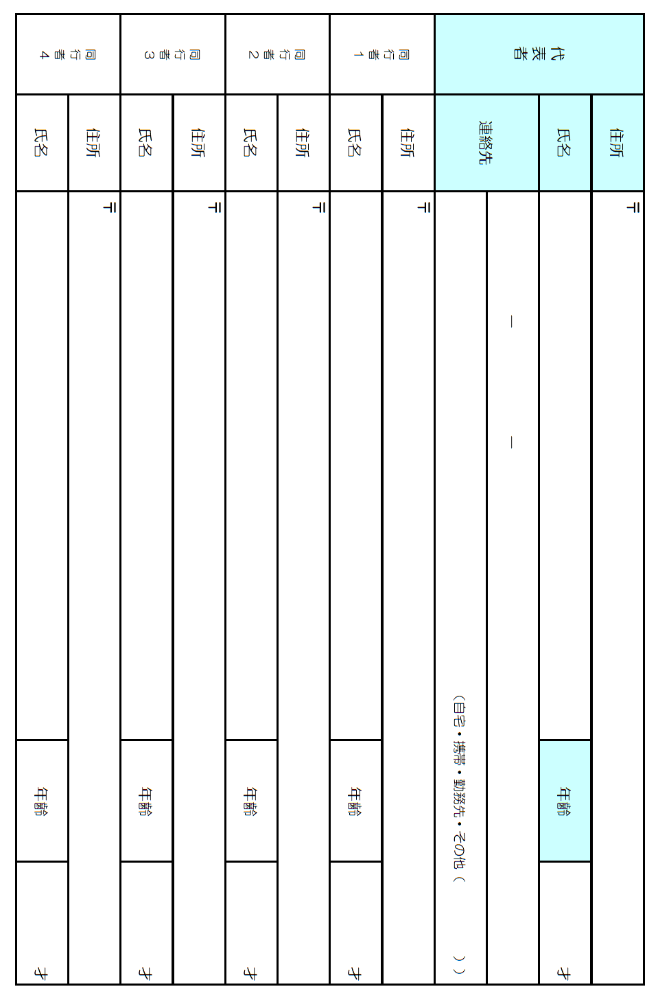 代表者
住所
〒
氏名
年齢
才
連絡先
－　－
（自宅・携帯・勤務先・その他（　　　））
同行者1
住所
〒
氏名
年齢
才
同行者2
住所
〒
氏名
年齢
才
同行者3
住所
〒
氏名
年齢
才
同行者4
住所
〒
氏名
年齢
才